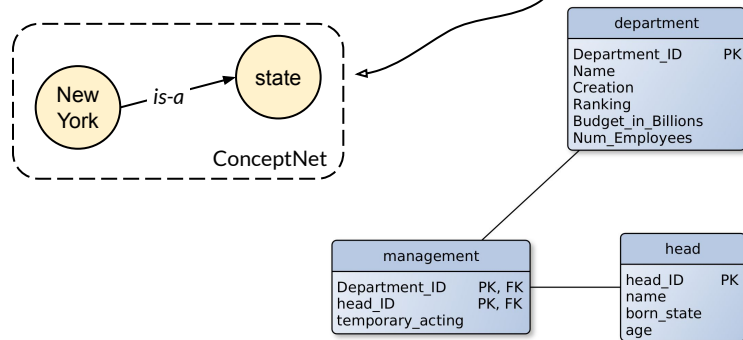 New
York
is-a
state
ConceptNet
department
Department_ID PK
Name
Creation
Ranking
Budget_in_Billions
Num_Employees
management
Department_ID PK, FK
head_ID PK, FK
temporary_acting
head
head_ID PK
name
born_state
age